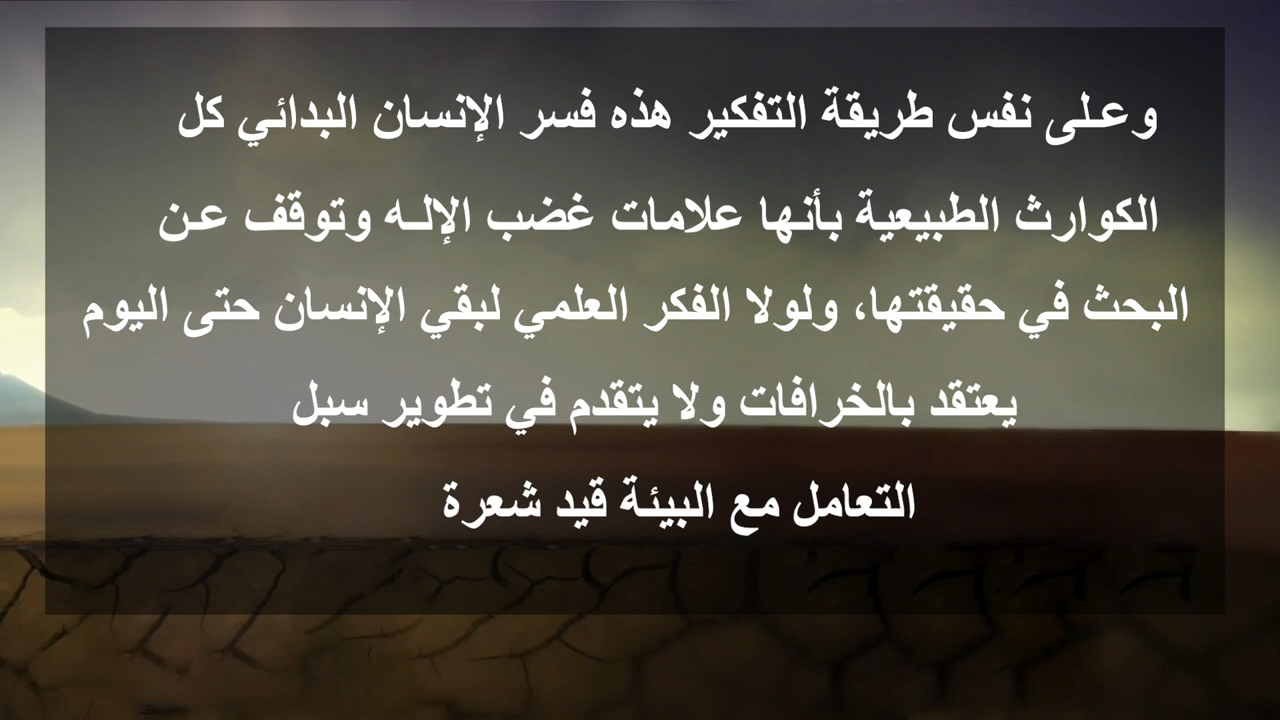 وعلى نفس طريقة التفكير هذه فسر الإنسان البدائي كل
الكوارث الطبيعية بأنها علامات غضب الإله وتوقف عن
البحث في حقيقتها، ولولا الفكر العلمي لبقي الإنسان حتى اليوم
يعتقد بالخرافات ولا يتقدم في تطوير سبل
التعامل مع البيئة قيد شعرة